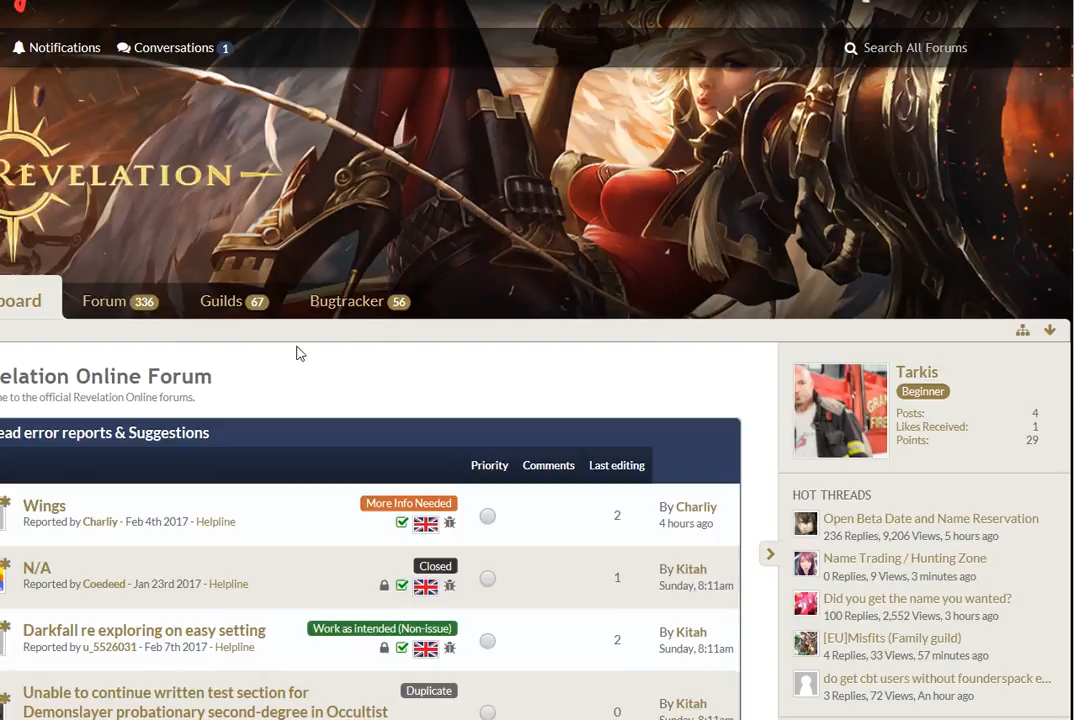 Notifications Conversations 1 Search All Forums
REVELATION
board Forum 336 Guilds 67 Bugtracker 56
elation Online Forum
e to the official Revelation Online forums.
ead error reports & Suggestions
Priority Comments Last editing
Wings More Info Needed 2 By Charliy
Reported by Charliy - Feb 4th 2017 - Helpline 4 hours ago
N/A Closed 1 By Kitah
Reported by Coedeed - Jan 23rd 2017 - Helpline Sunday, 8:11am
Darkfall re exploring on easy setting Work as intended (Non-issue) 2 By Kitah
Reported by u_5526031 - Feb 7th 2017 - Helpline Sunday, 8:11am
Unable to continue written test section for Duplicate 0 By Kitah
Demonslayer probationary second-degree in Occultist Sunday, 8:11am
Tarkis
Beginner
Posts: 4
Likes Received: 1
Points: 29
HOT THREADS
Open Beta Date and Name Reservation
236 Replies, 9,206 Views, 5 hours ago
Name Trading / Hunting Zone
0 Replies, 9 Views, 3 minutes ago
Did you get the name you wanted?
100 Replies, 2,552 Views, 3 hours ago
[EU]Misfits (Family guild)
4 Replies, 33 Views, 57 minutes ago
do get cbt users without founderspack e...
3 Replies, 72 Views, An hour ago